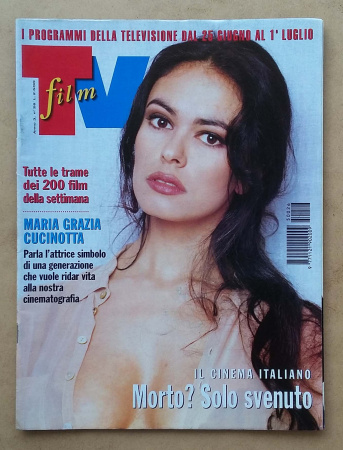 I PROGRAMMI DELLA TELEVISIONE DAL 25 GIUGNO AL 1° LUGLIO
film
TV
Tutte le trame
dei 200 film
della settimana
MARIA GRAZIA
CUCINOTTA
Parla l'attrice simbolo
di una generazione
che vuole ridar vita
alla nostra
cinematografia
IL CINEMA ITALIANO
Morto? Solo svenuto